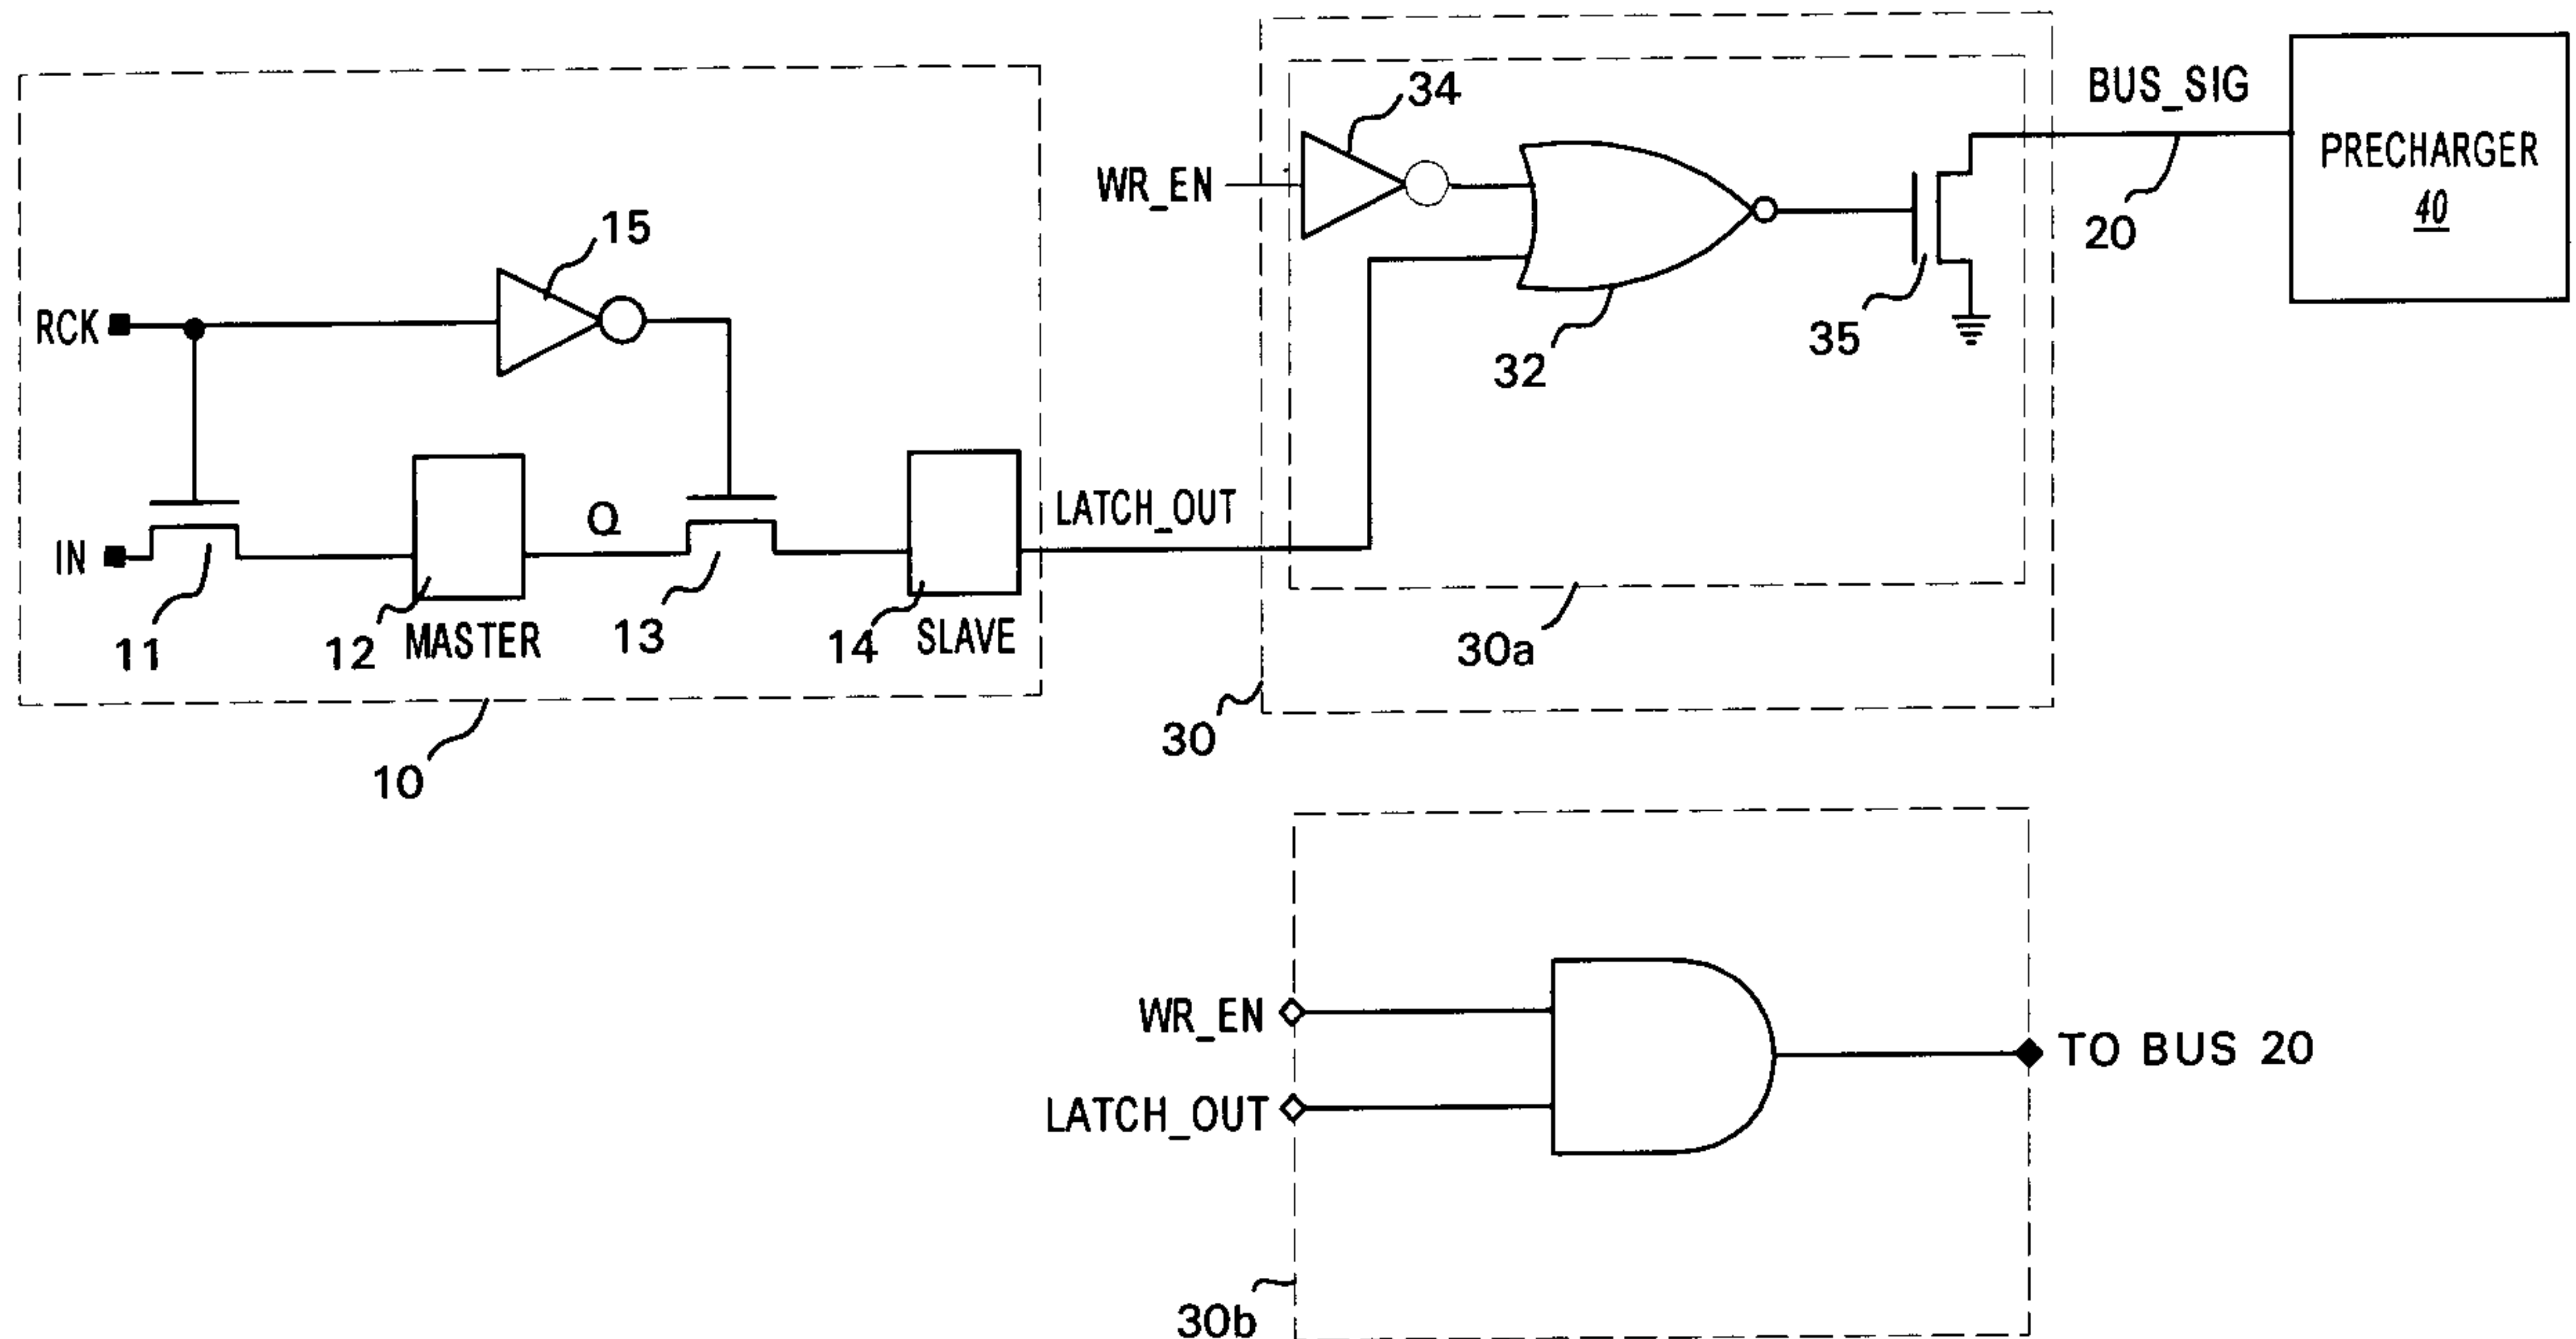 34
BUS_SIG
PRECHARGER
40
WR_EN
20
15
RCK
35
32
Q
LATCH_OUT
IN
11
12
MASTER
13
14
SLAVE
30a
30
10
WR_EN
TO BUS 20
LATCH_OUT
30b